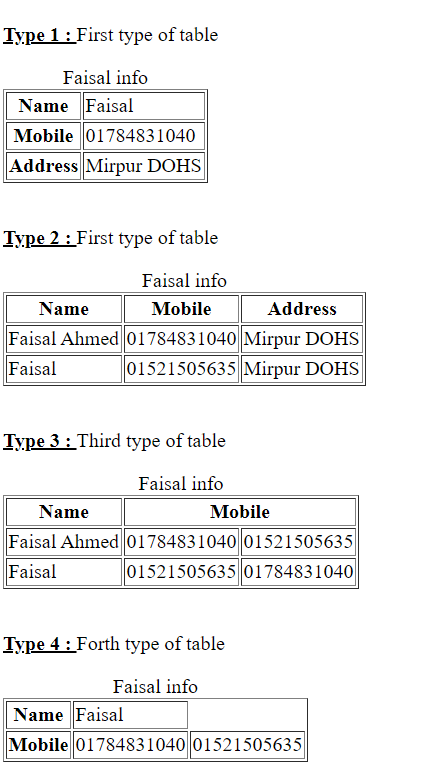 Type 1 : First type of table
Faisal info
Name Faisal
Mobile 01784831040
Address Mirpur DOHS
Type 2 : First type of table
Faisal info
Name Mobile Address
Faisal Ahmed 01784831040 Mirpur DOHS
Faisal 01521505635 Mirpur DOHS
Type 3 : Third type of table
Faisal info
Name Mobile
Faisal Ahmed 01784831040 01521505635
Faisal 01521505635 01784831040
Type 4 : Forth type of table
Faisal info
Name Faisal
Mobile 01784831040 01521505635